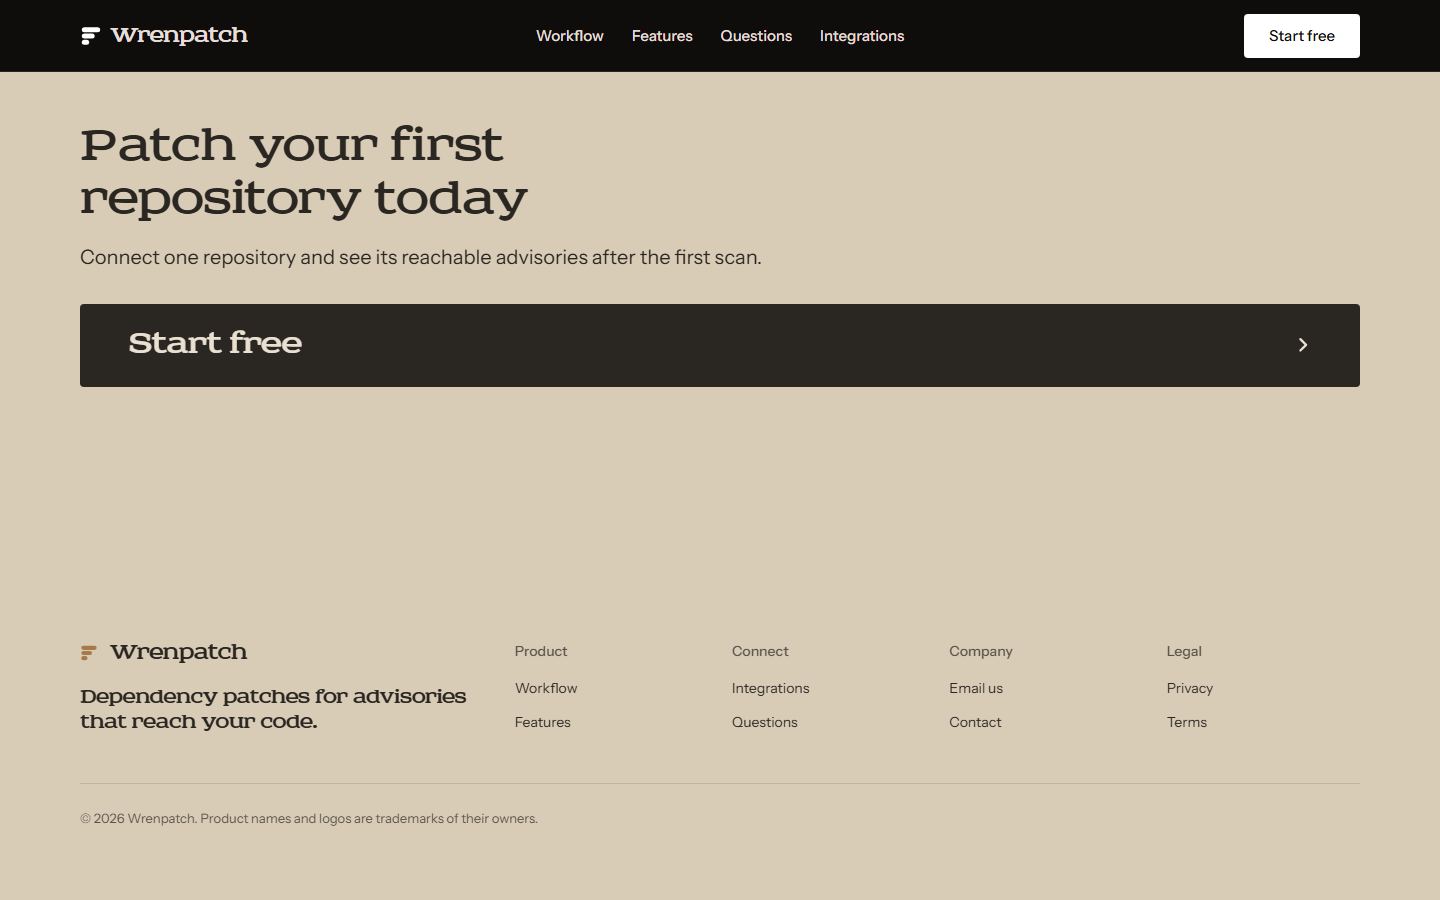 Wrenpatch
Workflow
Features
Questions
Integrations
Start free
Patch your first
repository today
Connect one repository and see its reachable advisories after the first scan.
Start free
Wrenpatch
Dependency patches for advisories
that reach your code.
Product
Workflow
Features
Connect
Integrations
Questions
Company
Email us
Contact
Legal
Privacy
Terms
© 2026 Wrenpatch. Product names and logos are trademarks of their owners.